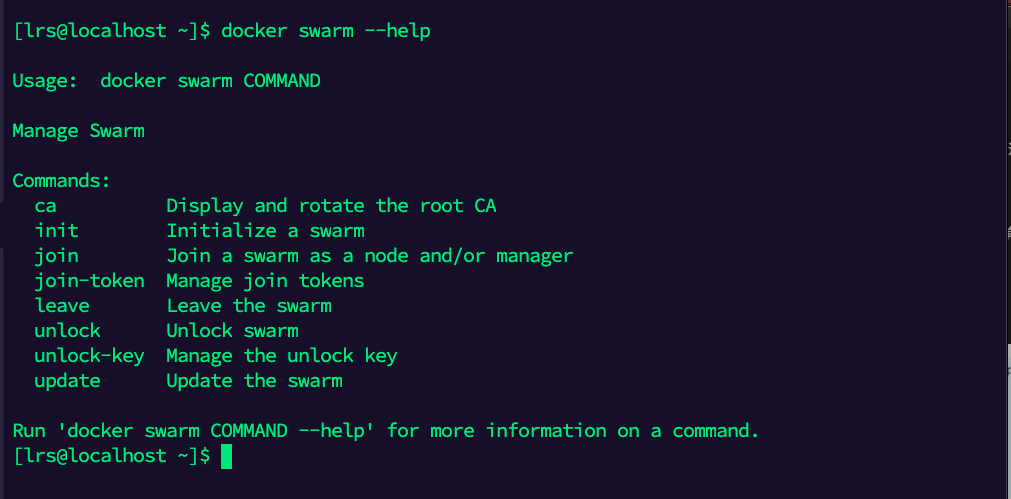 [lrs@localhost ~]$ docker swarm --help
Usage:  docker swarm COMMAND
Manage Swarm
Commands:
  ca          Display and rotate the root CA
  init        Initialize a swarm
  join        Join a swarm as a node and/or manager
  join-token  Manage join tokens
  leave       Leave the swarm
  unlock      Unlock swarm
  unlock-key  Manage the unlock key
  update      Update the swarm
Run 'docker swarm COMMAND --help' for more information on a command.
[lrs@localhost ~]$